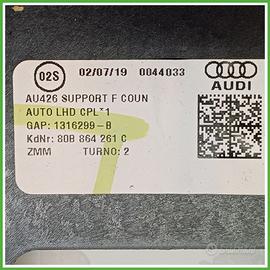 02S 02/07/19 0044033
AUDI
AU426 SUPPORT F COUN
AUTO LHD CPL*1
GAP: 1316299-B
KdNr: 80B 864 261 C
ZMM TURNO: 2